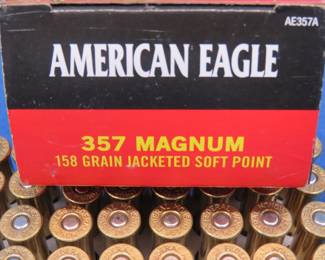 AE357A
AMERICAN EAGLE
357 MAGNUM
158 GRAIN JACKETED SOFT POINT